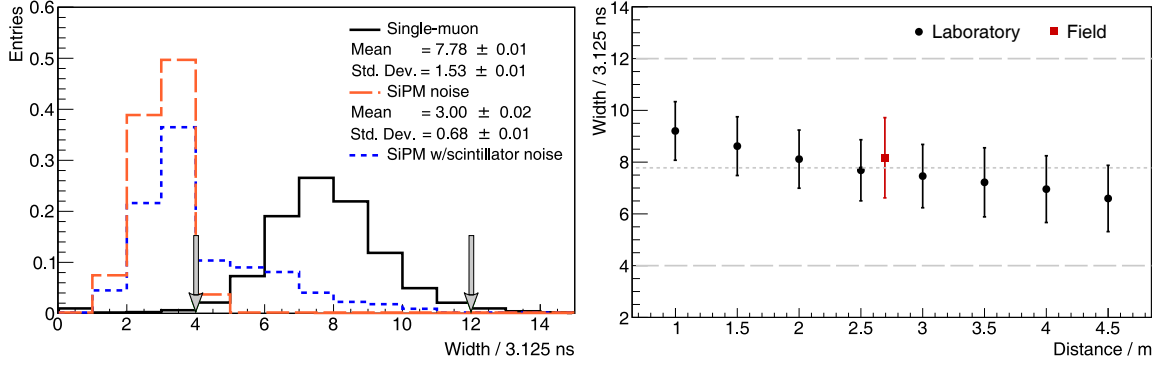 Entries
0.6
0.5
0.4
0.3
0.2
0.1
0
0 2 4 6 8 10 12 14
Width / 3.125 ns
Single-muon
Mean = 7.78 ± 0.01
Std. Dev. = 1.53 ± 0.01
SiPM noise
Mean = 3.00 ± 0.02
Std. Dev. = 0.68 ± 0.01
SiPM w/scintillator noise
Width / 3.125 ns
14
12
10
8
6
4
2
1 1.5 2 2.5 3 3.5 4 4.5
Distance / m
Laboratory Field